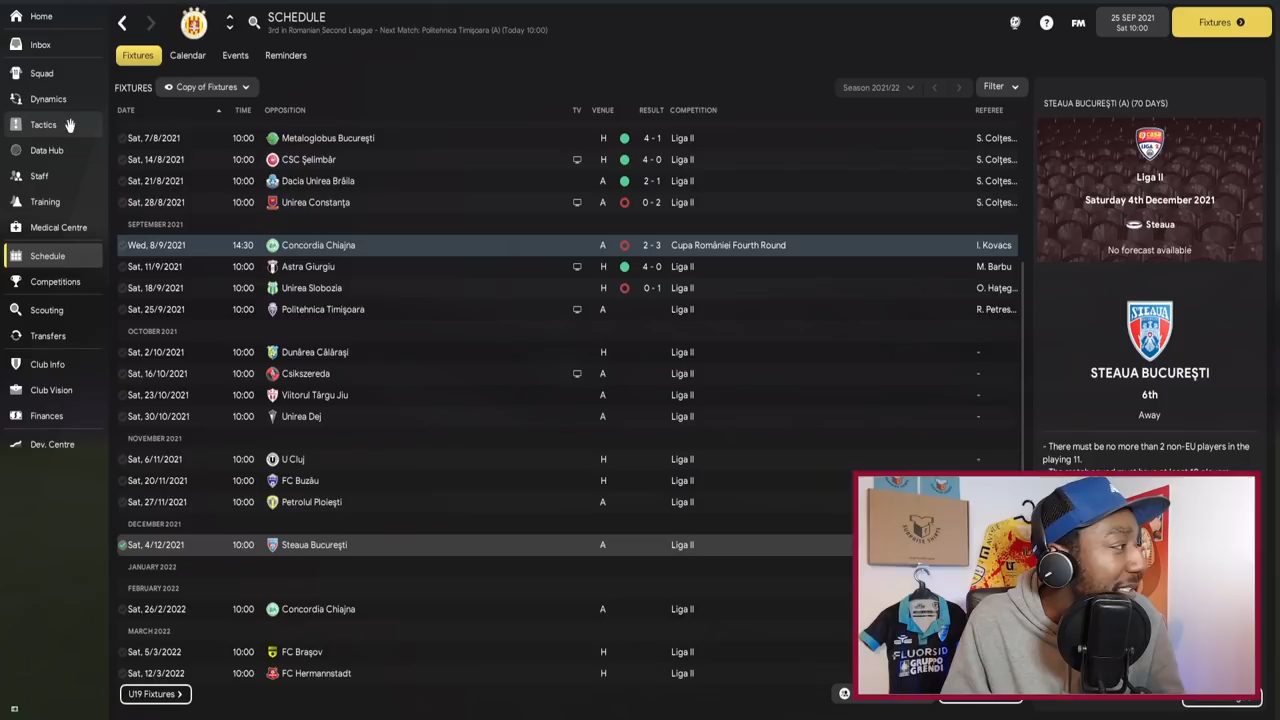 Home
Inbox
Squad
Dynamics
Tactics
Data Hub
Staff
Training
Medical Centre
Schedule
Competitions
Scouting
Transfers
Club Info
Club Vision
Finances
Dev. Centre
SCHEDULE
3rd in Romanian Second League - Next Match: Politehnica Timişoara (A) (Today 10:00)
FM
25 SEP 2021
Sat 10:00
Fixtures
Fixtures Calendar Events Reminders
FIXTURES Copy of Fixtures Season 2021/22 Filter
DATE TIME OPPOSITION TV VENUE RESULT COMPETITION REFEREE
Sat, 7/8/2021 10:00 Metaloglobus Bucureşti H 4 - 1 Liga II S. Colţes...
Sat, 14/8/2021 10:00 CSC Şelimbăr H 4 - 0 Liga II S. Colţes...
Sat, 21/8/2021 10:00 Dacia Unirea Brăila A 2 - 1 Liga II S. Colţes...
Sat, 28/8/2021 10:00 Unirea Constanţa A 0 - 2 Liga II S. Colţes...
SEPTEMBER 2021
Wed, 8/9/2021 14:30 Concordia Chiajna A 2 - 3 Cupa României Fourth Round I. Kovacs
Sat, 11/9/2021 10:00 Astra Giurgiu H 4 - 0 Liga II M. Barbu
Sat, 18/9/2021 10:00 Unirea Slobozia H 0 - 1 Liga II O. Haţeg...
Sat, 25/9/2021 10:00 Politehnica Timişoara A Liga II R. Petres...
OCTOBER 2021
Sat, 2/10/2021 10:00 Dunărea Călăraşi H Liga II -
Sat, 16/10/2021 10:00 Csikszereda A Liga II -
Sat, 23/10/2021 10:00 Viitorul Târgu Jiu A Liga II -
Sat, 30/10/2021 10:00 Unirea Dej A Liga II -
NOVEMBER 2021
Sat, 6/11/2021 10:00 U Cluj H Liga II -
Sat, 20/11/2021 10:00 FC Buzău H Liga II
Sat, 27/11/2021 10:00 Petrolul Ploieşti A Liga II
DECEMBER 2021
Sat, 4/12/2021 10:00 Steaua Bucureşti A Liga II
JANUARY 2022
FEBRUARY 2022
Sat, 26/2/2022 10:00 Concordia Chiajna A Liga II
MARCH 2022
Sat, 5/3/2022 10:00 FC Braşov H Liga II
Sat, 12/3/2022 10:00 FC Hermannstadt H Liga II
U19 Fixtures
STEAUA BUCUREŞTI (A) (70 DAYS)
CASA
LIGA 2
Liga II
Saturday 4th December 2021
Steaua
No forecast available
STEAUA
STEAUA BUCUREŞTI
6th
Away
- There must be no more than 2 non-EU players in the
playing 11.
SURPRISE SHIRTS
FLUORSID
GRUPPO
GRENDI